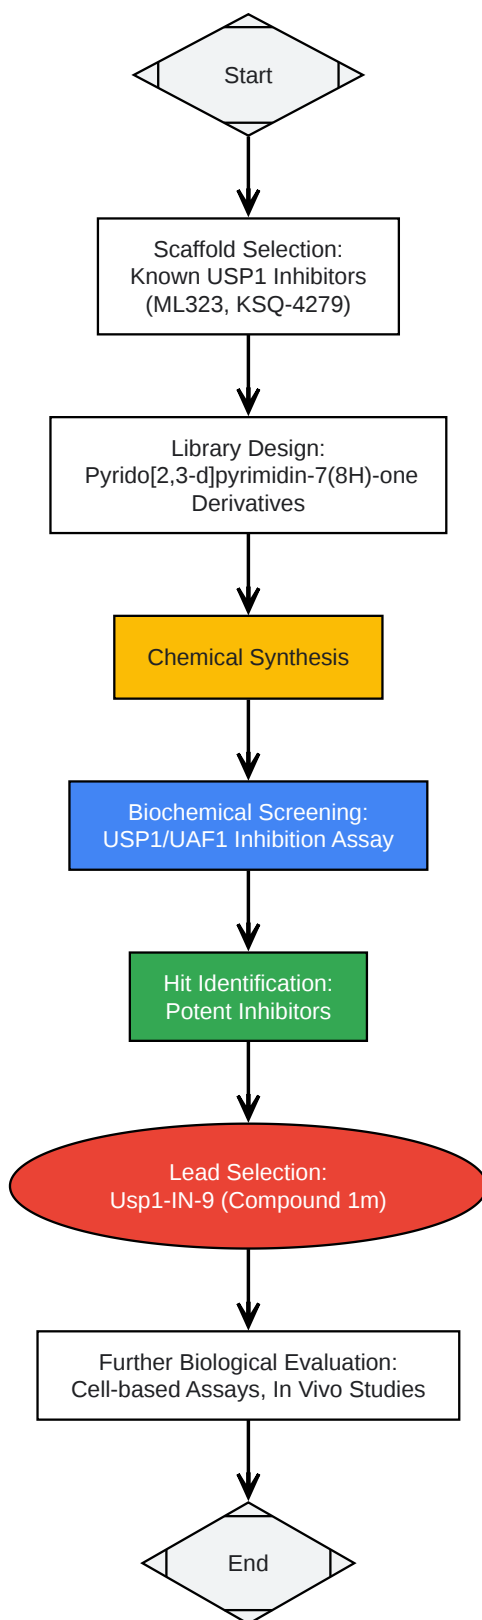 Start
Scaffold Selection:
Known USP1 Inhibitors
(ML323, KSQ-4279)
Library Design:
Pyrido[2,3-d]pyrimidin-7(8H)-one
Derivatives
Chemical Synthesis
Biochemical Screening:
USP1/UAF1 Inhibition Assay
Hit Identification:
Potent Inhibitors
Lead Selection:
Usp1-IN-9 (Compound 1m)
Further Biological Evaluation:
Cell-based Assays, In Vivo Studies
End